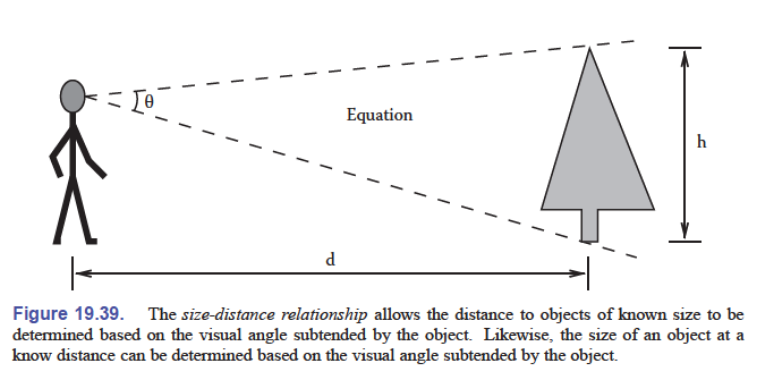 θ
Equation
h
d
Figure 19.39. The size-distance relationship allows the distance to objects of known size to be
determined based on the visual angle subtended by the object. Likewise, the size of an object at a
know distance can be determined based on the visual angle subtended by the object.